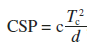 CSP = c T_c^2 / d